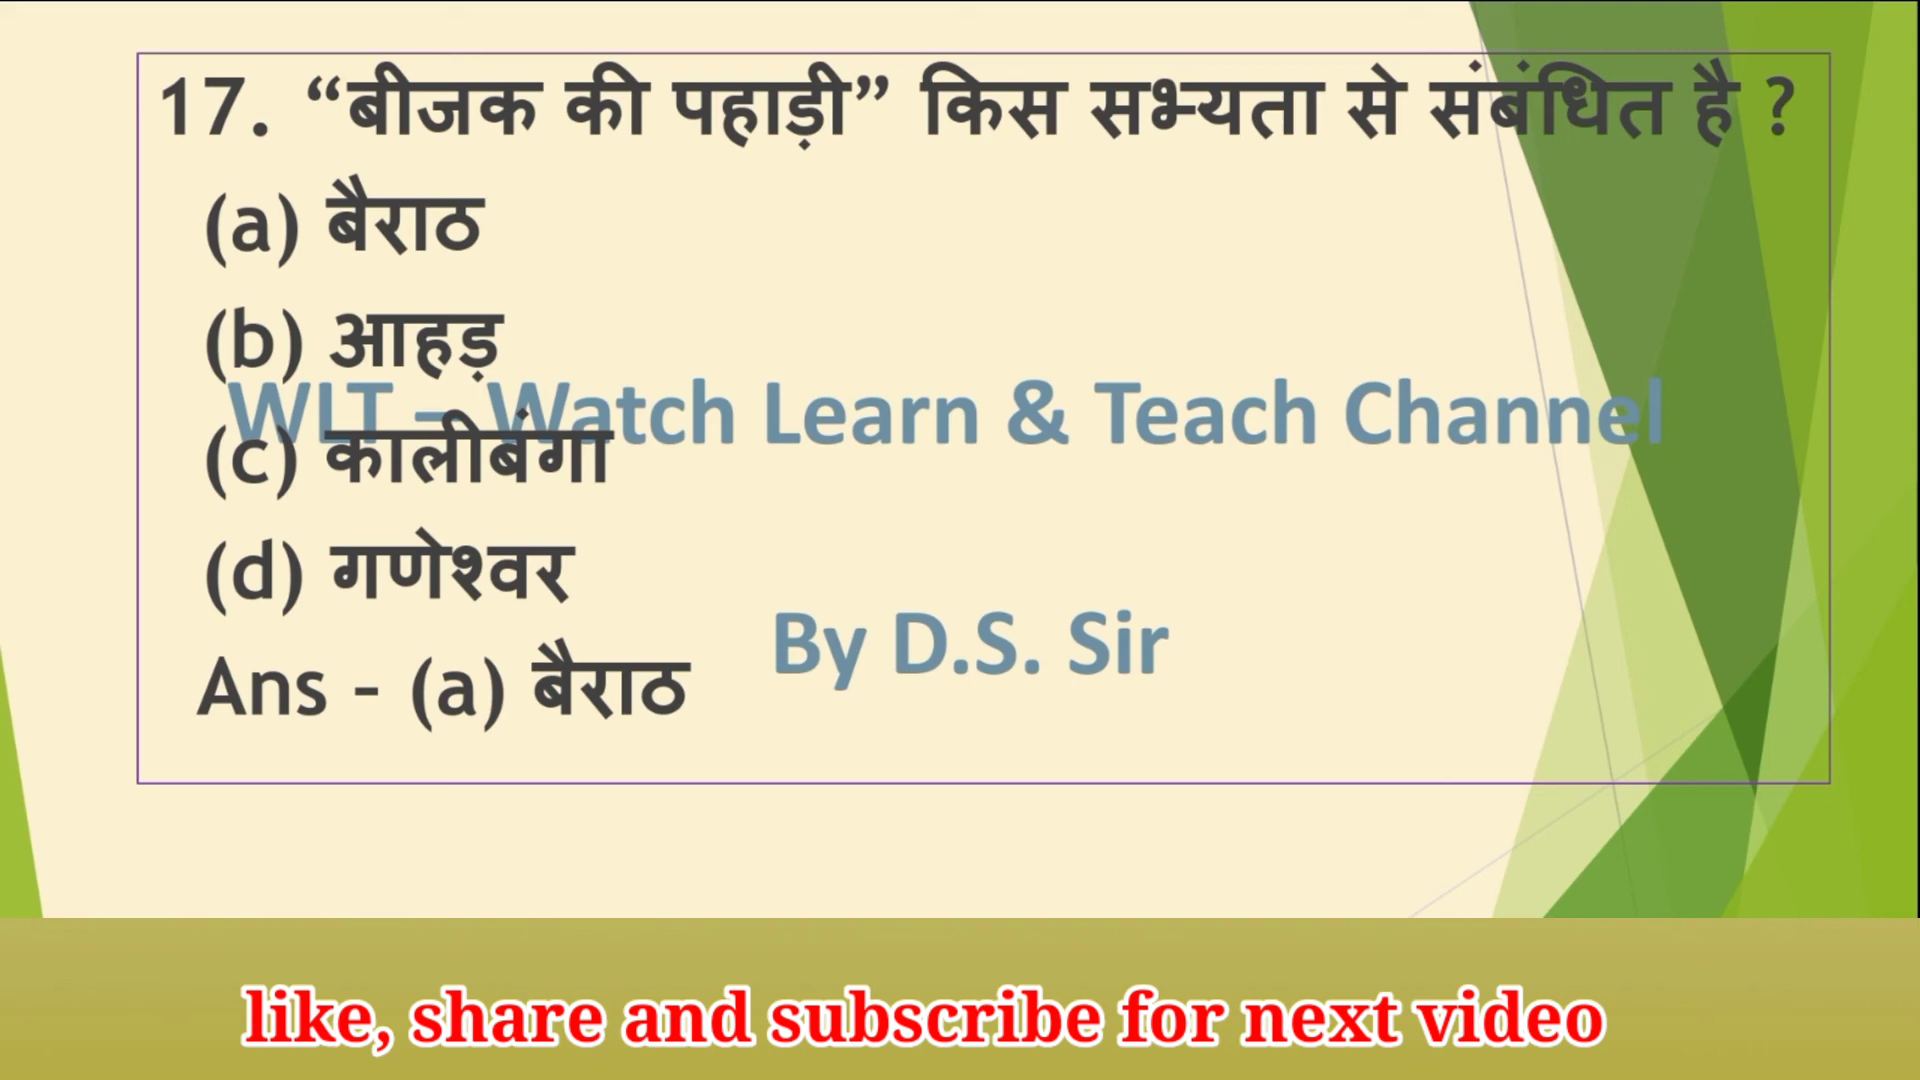 17. “बीजक की पहाड़ी” किस सभ्यता से संबंधित है ?
(a) बैराठ
(b) आहड़
WLT – Watch Learn & Teach Channel
(c) कालीबंगा
(d) गणेश्वर
By D.S. Sir
Ans - (a) बैराठ
like, share and subscribe for next video